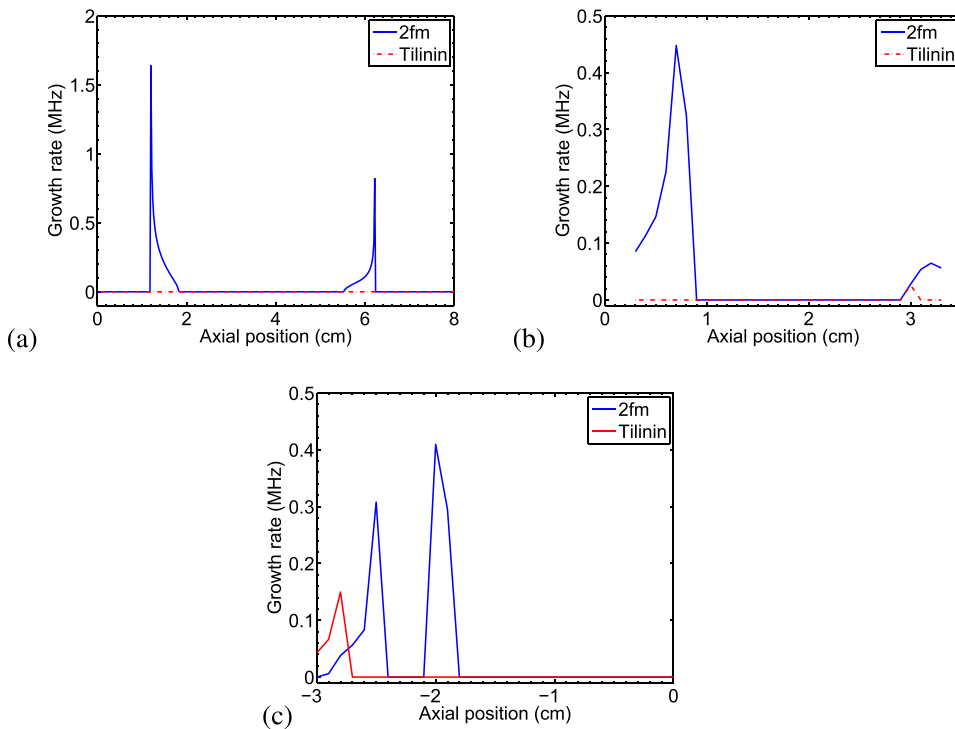 2
1.5
1
0.5
0
Growth rate (MHz)
2fm
Tilinin
0 2 4 6 8
Axial position (cm)
(a)
0.5
0.4
0.3
0.2
0.1
0
Growth rate (MHz)
2fm
Tilinin
0 1 2 3
Axial position (cm)
(b)
0.5
0.4
0.3
0.2
0.1
0
Growth rate (MHz)
2fm
Tilinin
−3 −2 −1 0
Axial position (cm)
(c)